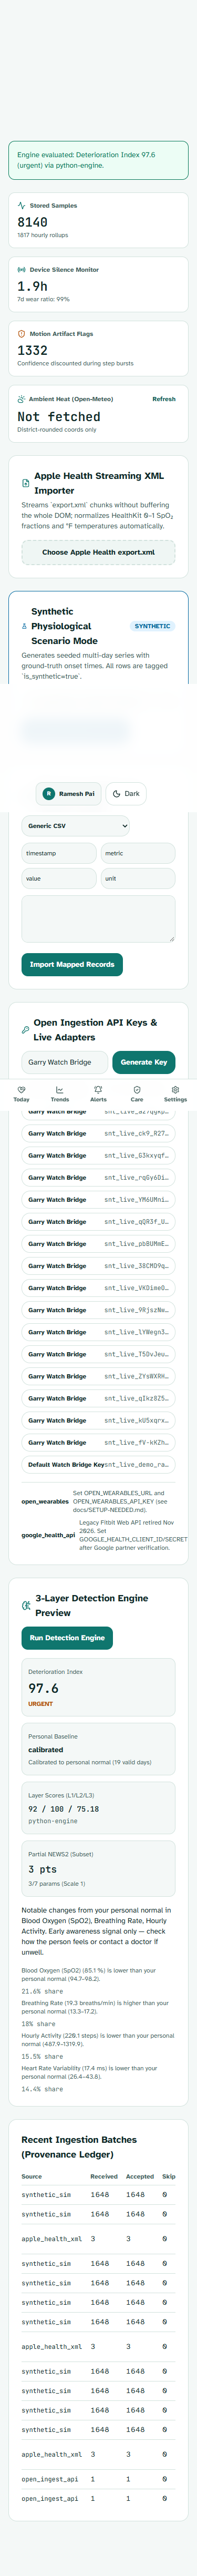 Engine evaluated: Deterioration Index 97.6
(urgent) via python-engine.
Stored Samples
8140
1817 hourly rollups
Device Silence Monitor
1.9h
7d wear ratio: 99%
Motion Artifact Flags
1332
Confidence discounted during step bursts
Ambient Heat (Open-Meteo)
Refresh
Not fetched
District-rounded coords only
Apple Health Streaming XML
Importer
Streams `export.xml` chunks without buffering
the whole DOM; normalizes HealthKit 0–1 SpO₂
fractions and °F temperatures automatically.
Choose Apple Health export.xml
Synthetic
Physiological
Scenario Mode
SYNTHETIC
Generates seeded multi-day series with
ground-truth onset times. All rows are tagged
`is_synthetic=true`.
R
Ramesh Pai
Dark
Generic CSV
timestamp
metric
value
unit
Import Mapped Records
Open Ingestion API Keys &
Live Adapters
Garry Watch Bridge
Generate Key
Today
Trends
Alerts
Care
Settings
Garry Watch Bridge
Garry Watch Bridge snt_live_ck9_R27…
Garry Watch Bridge snt_live_G3kxyqf…
Garry Watch Bridge snt_live_rqGy6Di…
Garry Watch Bridge snt_live_YM6UMni…
Garry Watch Bridge snt_live_qQR3f_U…
Garry Watch Bridge snt_live_pbBUMmE…
Garry Watch Bridge snt_live_38CMO9q…
Garry Watch Bridge snt_live_VKDimeO…
Garry Watch Bridge snt_live_9RjszNa…
Garry Watch Bridge snt_live_lYWegn3…
Garry Watch Bridge snt_live_T5DvJeu…
Garry Watch Bridge snt_live_ZYsWXRH…
Garry Watch Bridge snt_live_qIkz8Z5…
Garry Watch Bridge snt_live_kU5xqrx…
Garry Watch Bridge snt_live_fV-kKZh…
Default Watch Bridge Key snt_live_demo_ra…
open_wearables
Set OPEN_WEARABLES_URL and
OPEN_WEARABLES_API_KEY (see
docs/SETUP-NEEDED.md).
google_health_api
Legacy Fitbit Web API retired Nov
2026. Set
GOOGLE_HEALTH_CLIENT_ID/SECRET
after Google partner verification.
3-Layer Detection Engine
Preview
Run Detection Engine
Deterioration Index
97.6
URGENT
Personal Baseline
calibrated
Calibrated to personal normal (19 valid days)
Layer Scores (L1/L2/L3)
92 / 100 / 75.18
python-engine
Partial NEWS2 (Subset)
3 pts
3/7 params (Scale 1)
Notable changes from your personal normal in
Blood Oxygen (SpO2), Breathing Rate, Hourly
Activity. Early awareness signal only — check
how the person feels or contact a doctor if
unwell.
Blood Oxygen (SpO2) (85.1 %) is lower than your
personal normal (94.7–98.2).
21.6% share
Breathing Rate (19.3 breaths/min) is higher than your
personal normal (13.3–17.2).
18% share
Hourly Activity (220.1 steps) is lower than your personal
normal (487.9–1319.9).
15.5% share
Heart Rate Variability (17.4 ms) is lower than your
personal normal (26.4–43.8).
14.4% share
Recent Ingestion Batches
(Provenance Ledger)
Source Received Accepted Skip
synthetic_sim 1648 1648 0
synthetic_sim 1648 1648 0
apple_health_xml 3 3 0
synthetic_sim 1648 1648 0
synthetic_sim 1648 1648 0
synthetic_sim 1648 1648 0
synthetic_sim 1648 1648 0
apple_health_xml 3 3 0
synthetic_sim 1648 1648 0
synthetic_sim 1648 1648 0
synthetic_sim 1648 1648 0
synthetic_sim 1648 1648 0
apple_health_xml 3 3 0
open_ingest_api 1 1 0
open_ingest_api 1 1 0